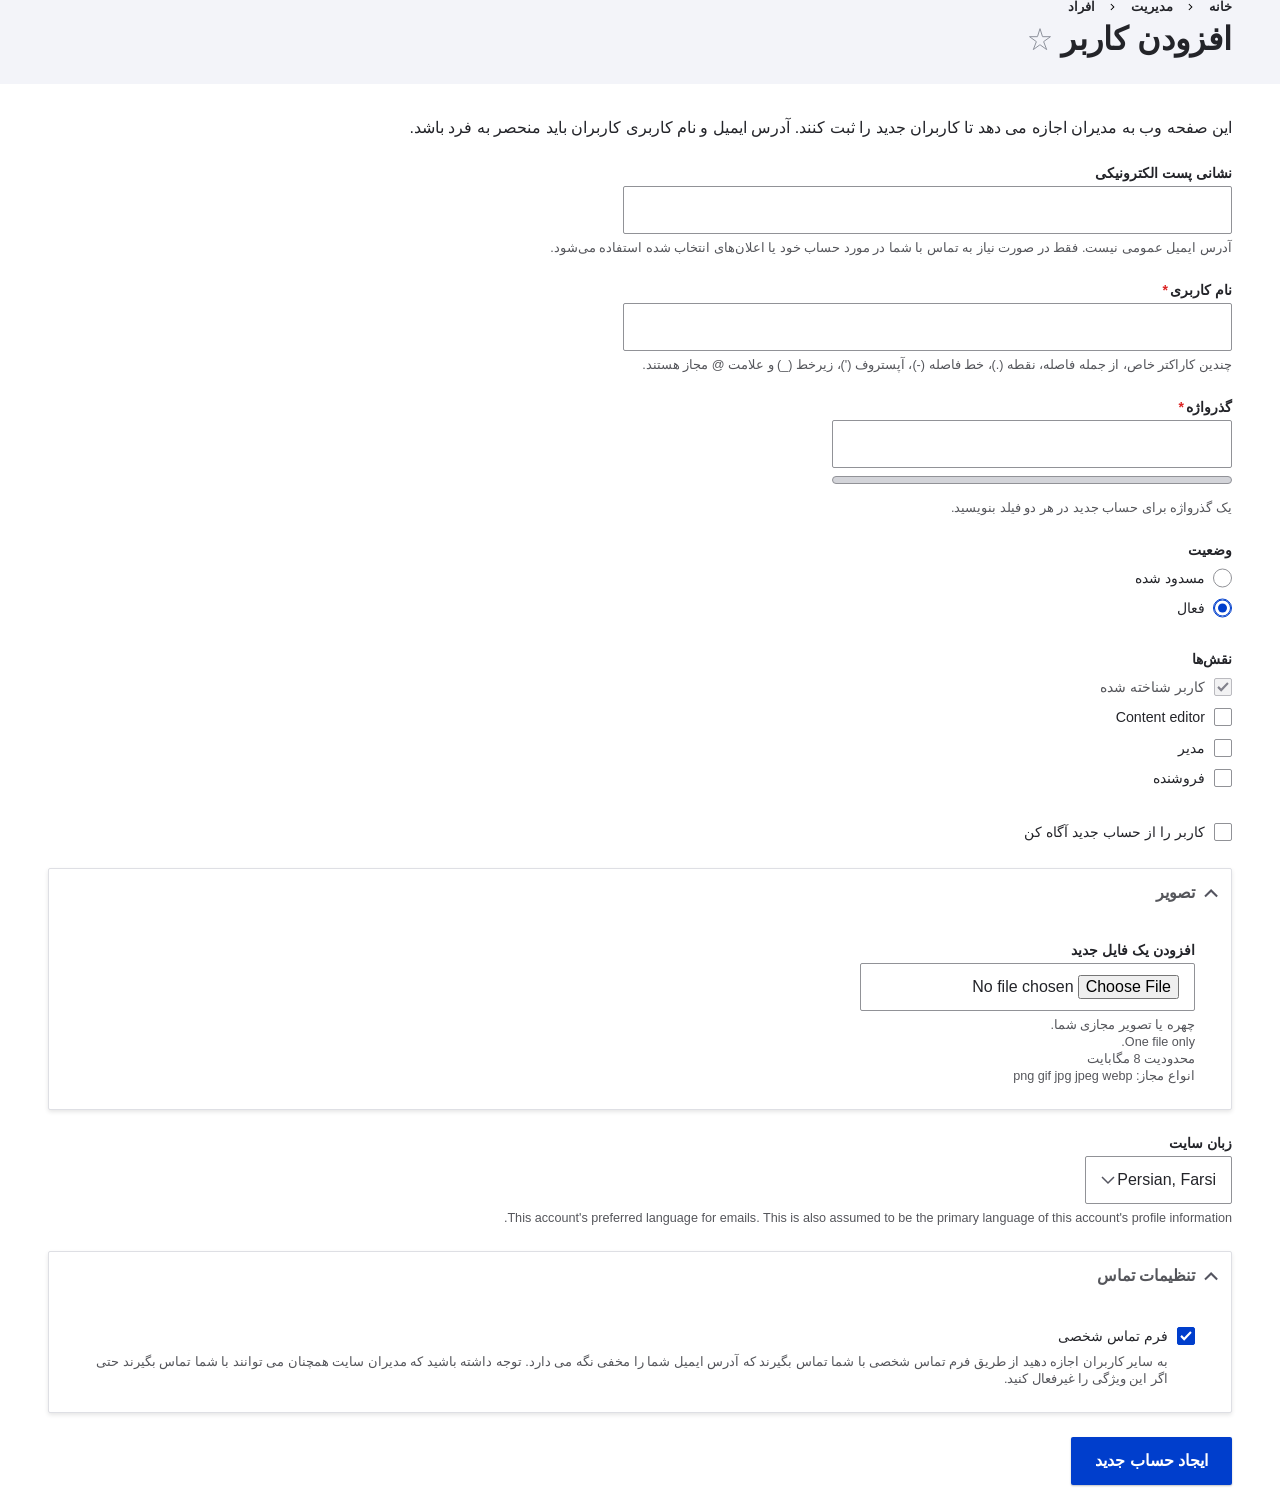 خانه › مدیریت › افراد
افزودن کاربر ☆
این صفحه وب به مدیران اجازه می دهد تا کاربران جدید را ثبت کنند. آدرس ایمیل و نام کاربری کاربران باید منحصر به فرد باشد.
نشانی پست الکترونیکی
آدرس ایمیل عمومی نیست. فقط در صورت نیاز به تماس با شما در مورد حساب خود یا اعلان‌های انتخاب شده استفاده می‌شود.
نام کاربری*
چندین کاراکتر خاص، از جمله فاصله، نقطه (.)، خط فاصله (-)، آپستروف (')، زیرخط (_) و علامت @ مجاز هستند.
گذرواژه*
یک گذرواژه برای حساب جدید در هر دو فیلد بنویسید.
وضعیت
مسدود شده
فعال
نقش‌ها
کاربر شناخته شده
Content editor
مدیر
فروشنده
کاربر را از حساب جدید آگاه کن
تصویر
افزودن یک فایل جدید
Choose File No file chosen
چهره یا تصویر مجازی شما.
One file only.
محدودیت 8 مگابایت
انواع مجاز: png gif jpg jpeg webp
زبان سایت
Persian, Farsi
This account's preferred language for emails. This is also assumed to be the primary language of this account's profile information.
تنظیمات تماس
فرم تماس شخصی
به سایر کاربران اجازه دهید از طریق فرم تماس شخصی با شما تماس بگیرند که آدرس ایمیل شما را مخفی نگه می دارد. توجه داشته باشید که مدیران سایت همچنان می توانند با شما تماس بگیرند حتی
اگر این ویژگی را غیرفعال کنید.
ایجاد حساب جدید